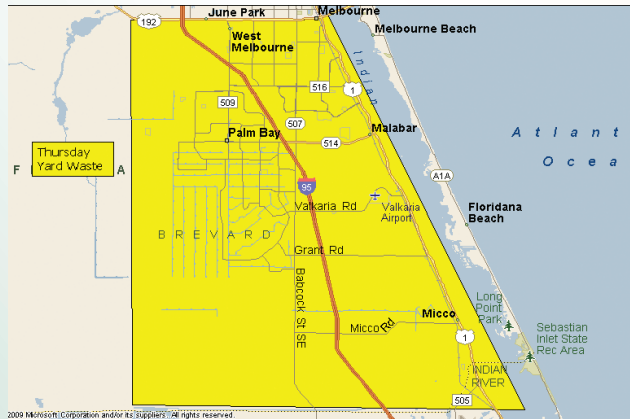 192
June Park
Melbourne
Melbourne Beach
West
Melbourne
Indian
516
1
509
507
Palm Bay
514
Malabar
Atlant
Ocea
Thursday
Yard Waste
F
A
A1A
95
Valkaria Rd
Valkaria
Airport
Floridana
Beach
BREVARD
Grant Rd
Babcock St SE
Long
Point
Park
Micco
Micco Rd
Sebastian
Inlet State
Rec Area
1
INDIAN
RIVER
505
2009 Microsoft Corporation and/or its suppliers. All rights reserved.